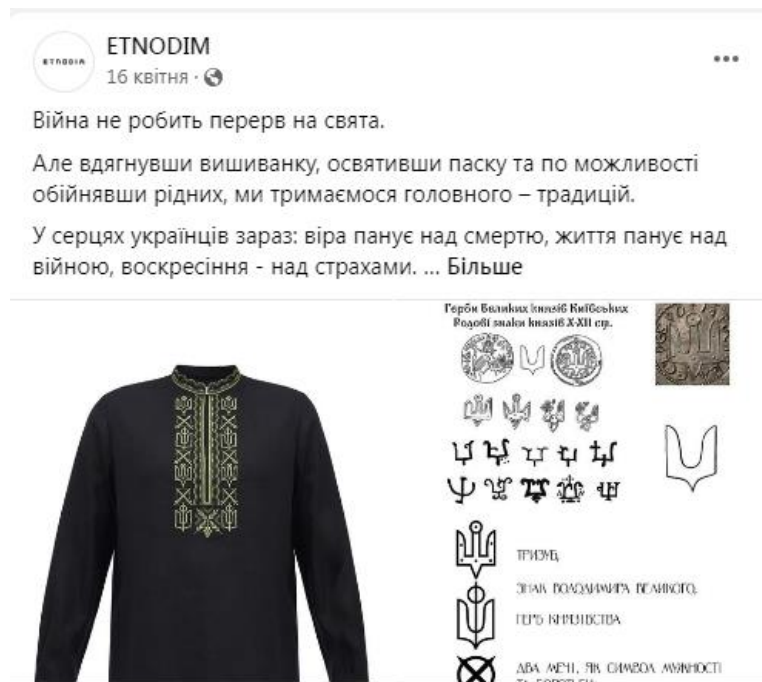 ETNODIM
ETNODIM
16 квітня
Війна не робить перерв на свята.
Але вдягнувши вишиванку, освятивши паску та по можливості
обійнявши рідних, ми тримаємося головного – традицій.
У серцях українців зараз: віра панує над смертю, життя панує над
війною, воскресіння - над страхами. ... Більше
Герби Великих князів Київських
Родові знаки князів X-XII ст.
ТРИЗУБ,
ЗНАК ВОЛОДИМИРА ВЕЛИКОГО,
ГЕРБ КНЯЗІВСТВА
ДВА МЕЧІ, ЯК СИМВОЛ МУЖНОСТІ